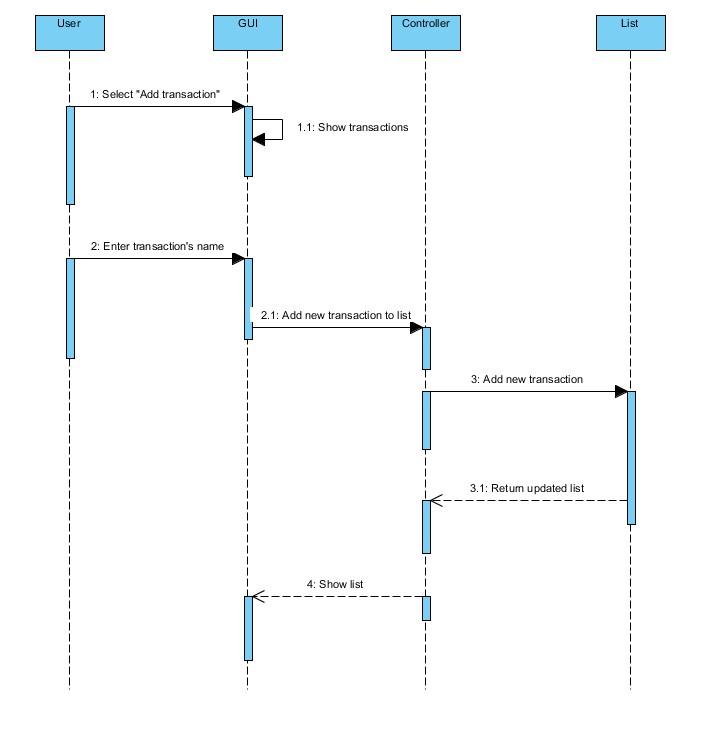 User
GUI
Controller
List
1: Select "Add transaction"
1.1: Show transactions
2: Enter transaction's name
2.1: Add new transaction to list
3: Add new transaction
3.1: Return updated list
4: Show list